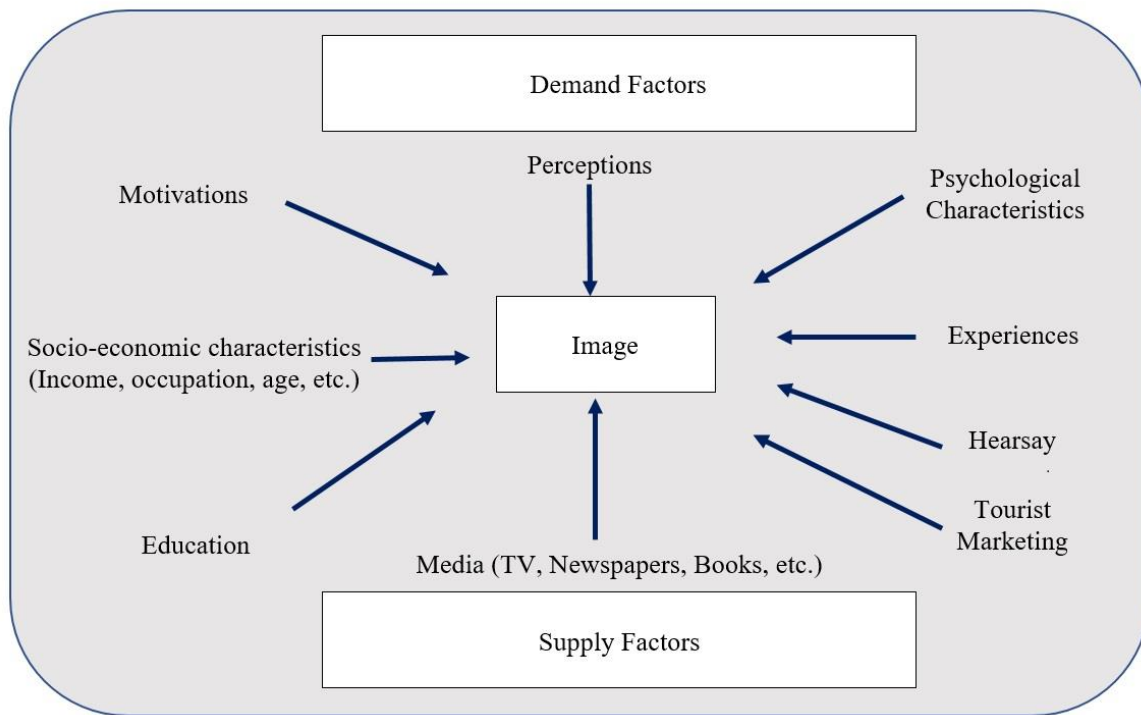 Demand Factors
Perceptions
Motivations
Psychological
Characteristics
Socio-economic characteristics
(Income, occupation, age, etc.)
Image
Experiences
Hearsay
Education
Tourist
Marketing
Media (TV, Newspapers, Books, etc.)
Supply Factors